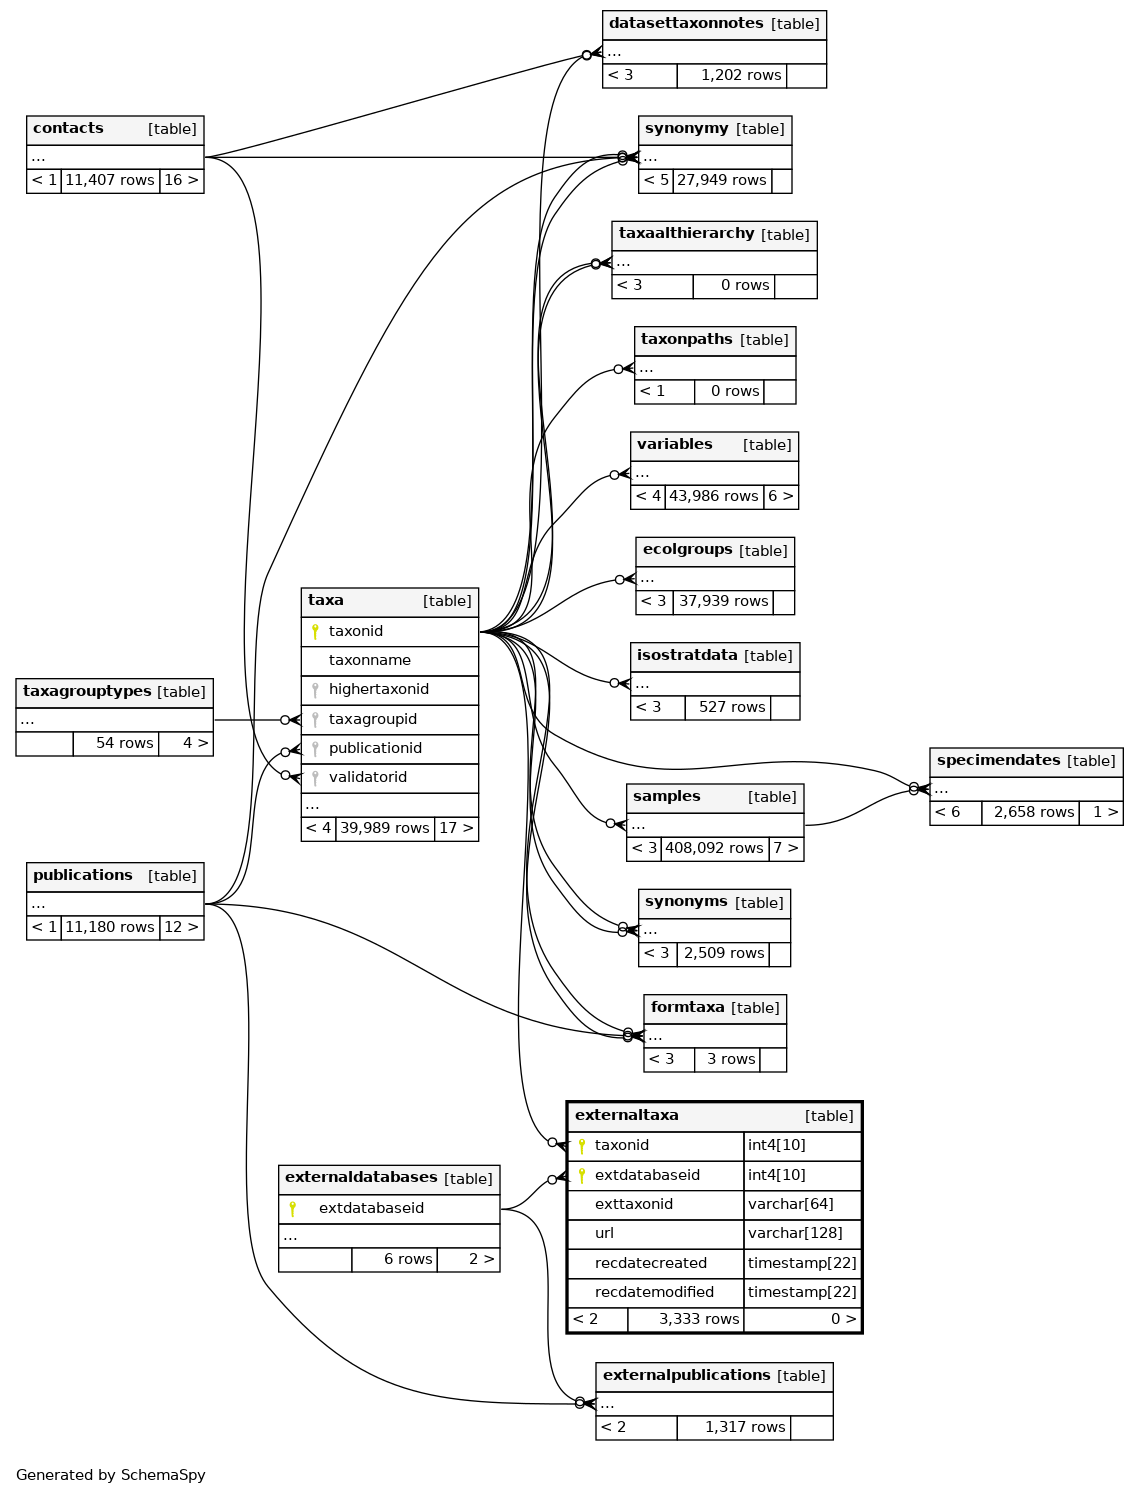 datasettaxonnotes [table]
...
< 3 1,202 rows
contacts [table]
...
< 1 11,407 rows 16 >
synonymy [table]
...
< 5 27,949 rows
taxaalthierarchy [table]
...
< 3 0 rows
taxonpaths [table]
...
< 1 0 rows
variables [table]
...
< 4 43,986 rows 6 >
ecolgroups [table]
...
< 3 37,939 rows
taxa [table]
taxonid
taxonname
highertaxonid
taxagroupid
publicationid
validatorid
...
< 4 39,989 rows 17 >
isostratdata [table]
...
< 3 527 rows
taxagrouptypes [table]
...
54 rows 4 >
specimendates [table]
...
< 6 2,658 rows 1 >
samples [table]
...
< 3 408,092 rows 7 >
publications [table]
...
< 1 11,180 rows 12 >
synonyms [table]
...
< 3 2,509 rows
formtaxa [table]
...
< 3 3 rows
externaltaxa [table]
taxonid int4[10]
extdatabaseid int4[10]
exttaxonid varchar[64]
url varchar[128]
recdatecreated timestamp[22]
recdatemodified timestamp[22]
< 2 3,333 rows 0 >
externaldatabases [table]
extdatabaseid
...
6 rows 2 >
externalpublications [table]
...
< 2 1,317 rows
Generated by SchemaSpy